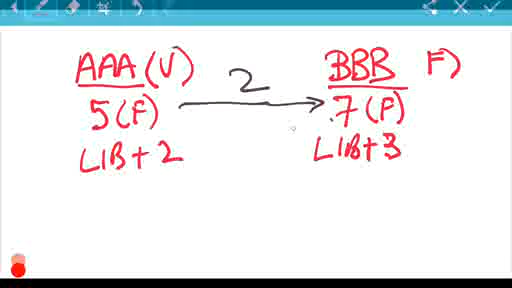 AAA (V) 2 BBB F)
5 (F) 7 (F)
LIB + 2 LIB + 3